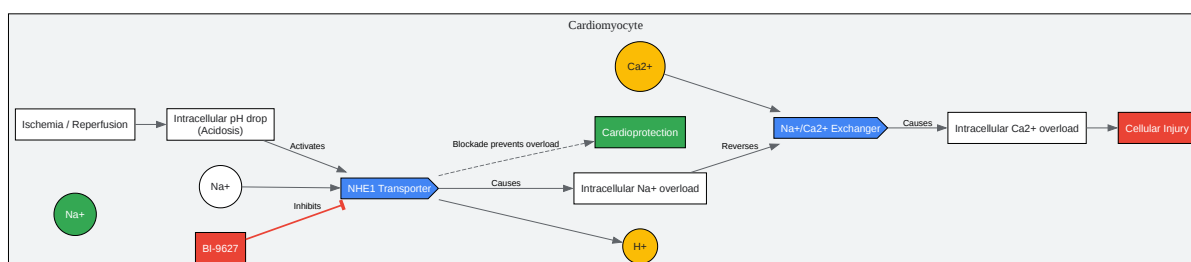 Cardiomyocyte
Ca2+
Ischemia / Reperfusion
Intracellular pH drop
(Acidosis)
Activates
Na+
Na+
BI-9627
Inhibits
NHE1 Transporter
Blockade prevents overload
Cardioprotection
Causes
Intracellular Na+ overload
H+
Reverses
Na+/Ca2+ Exchanger
Causes
Intracellular Ca2+ overload
Cellular Injury